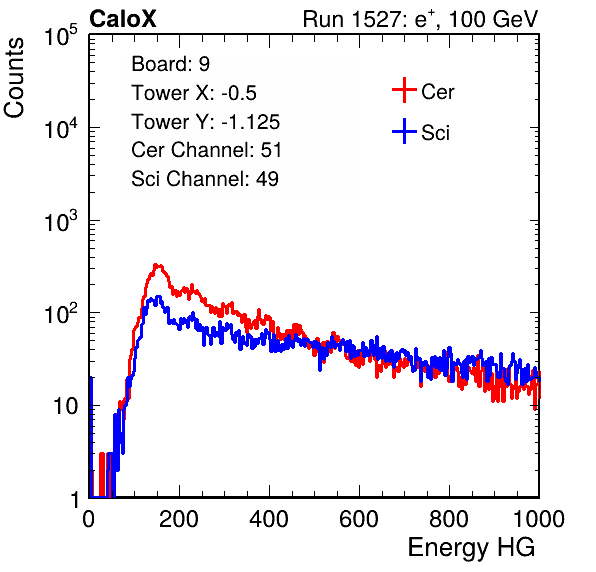 CaloX Run 1527: e⁺, 100 GeV
Counts
10⁵
10⁴
10³
10²
10
1
Board: 9
Tower X: -0.5
Tower Y: -1.125
Cer Channel: 51
Sci Channel: 49
Cer
Sci
0 200 400 600 800 1000
Energy HG